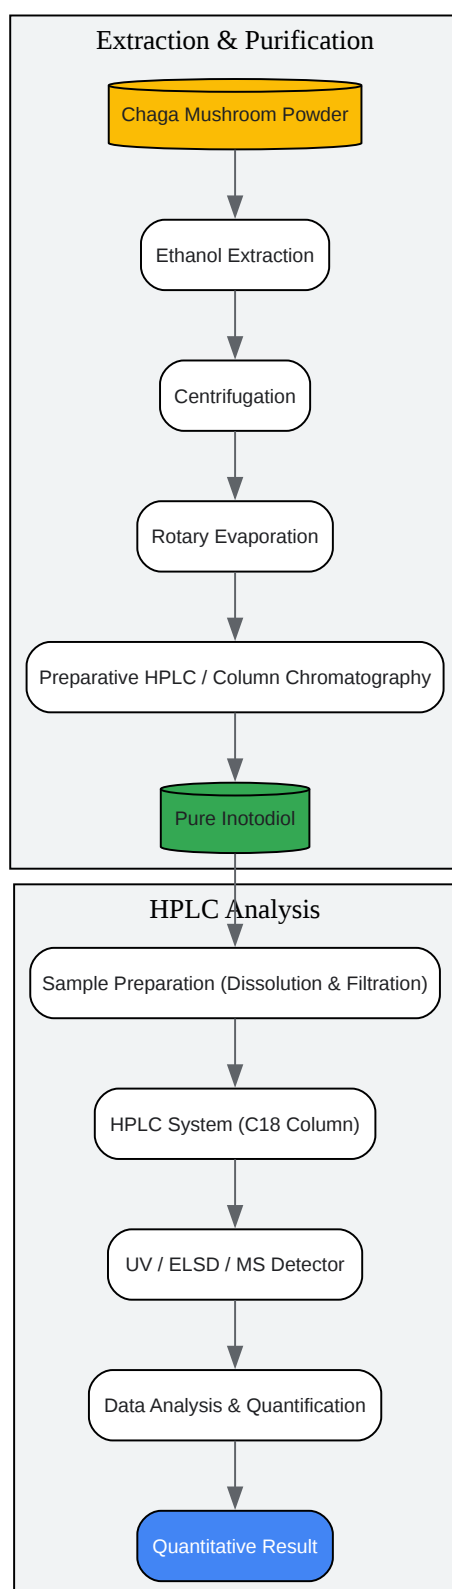 Extraction & Purification
Chaga Mushroom Powder
Ethanol Extraction
Centrifugation
Rotary Evaporation
Preparative HPLC / Column Chromatography
Pure Inotodiol
HPLC Analysis
Sample Preparation (Dissolution & Filtration)
HPLC System (C18 Column)
UV / ELSD / MS Detector
Data Analysis & Quantification
Quantitative Result